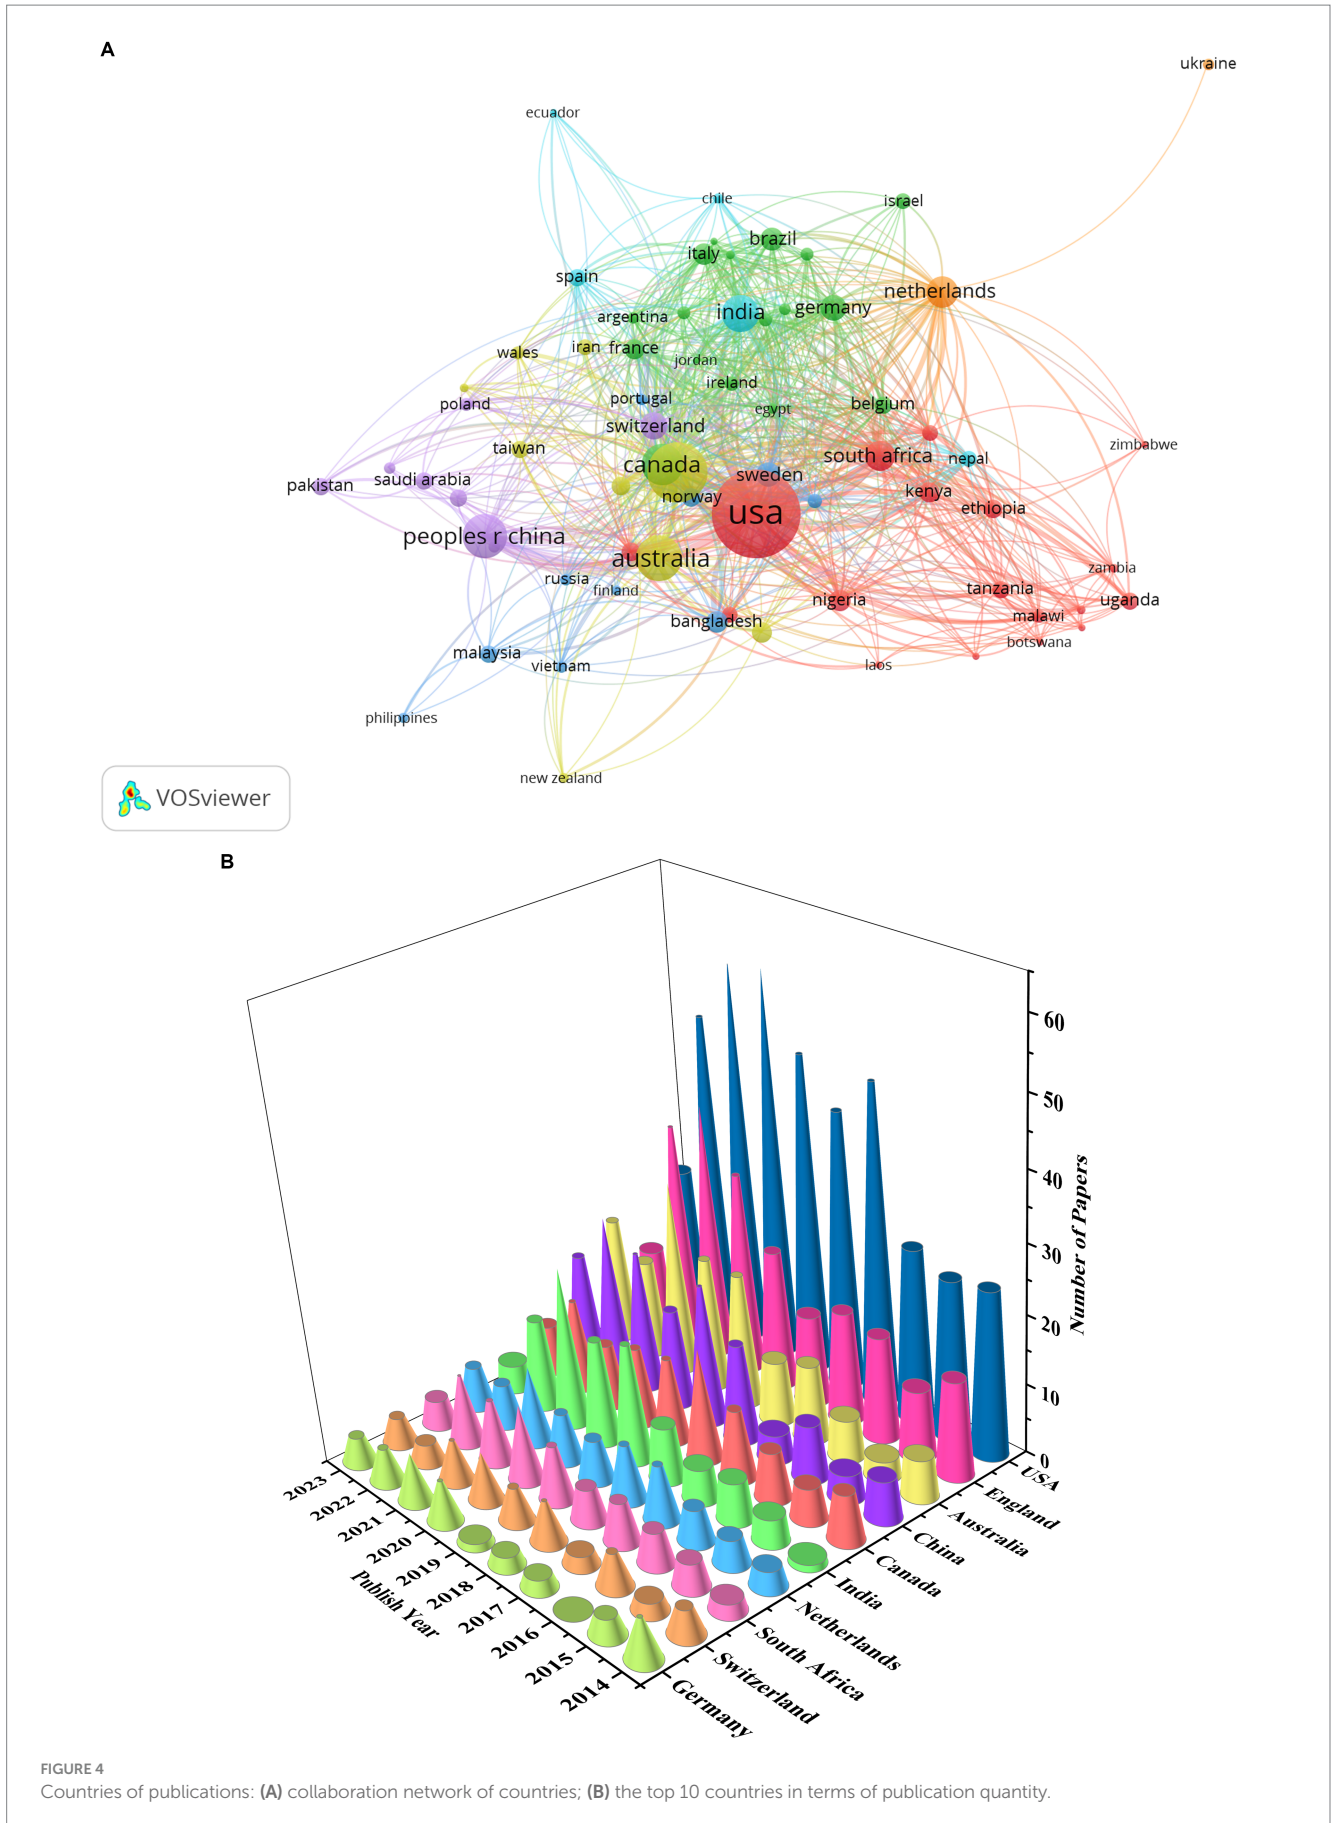 A
ukraine
ecuador
chile
israel
brazil
italy
spain
netherlands
india
germany
argentina
wales
iran
france
jordan
ireland
portugal
egypt
belgium
poland
switzerland
taiwan
zimbabwe
canada
south africa
nepal
pakistan
saudi arabia
sweden
kenya
norway
usa
ethiopia
peoples r china
australia
russia
finland
zambia
tanzania
nigeria
uganda
malawi
bangladesh
botswana
malaysia
vietnam
laos
philippines
new zealand
VOSviewer
B
60
50
40
30
20
10
0
Number of Papers
2023
2022
2021
2020
2019
2018
2017
2016
2015
2014
Publish Year
USA
England
Australia
China
Canada
India
Netherlands
South Africa
Switzerland
Germany
FIGURE 4
Countries of publications: (A) collaboration network of countries; (B) the top 10 countries in terms of publication quantity.